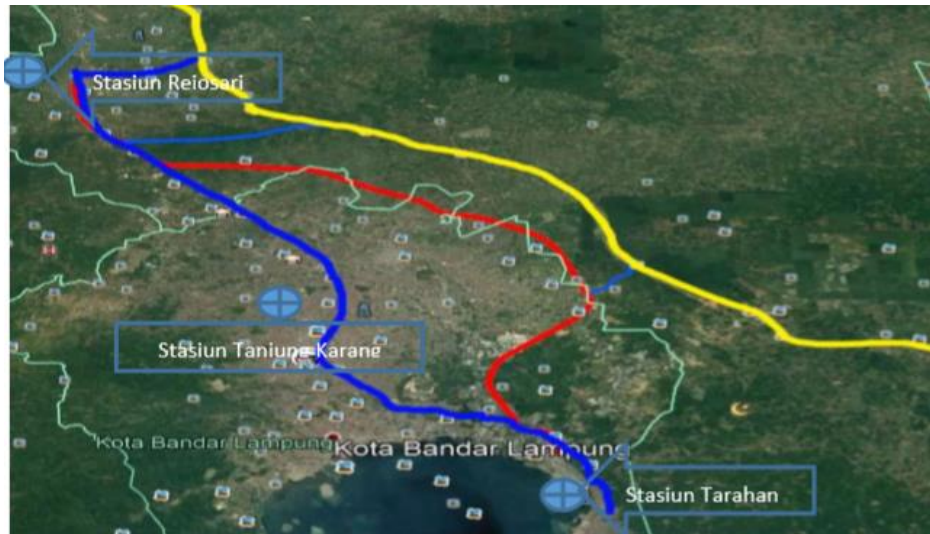 Stasiun Rejosari
Stasiun Tanjung Karang
Kota Bandar Lampung
Kota Bandar Lampung
Stasiun Tarahan